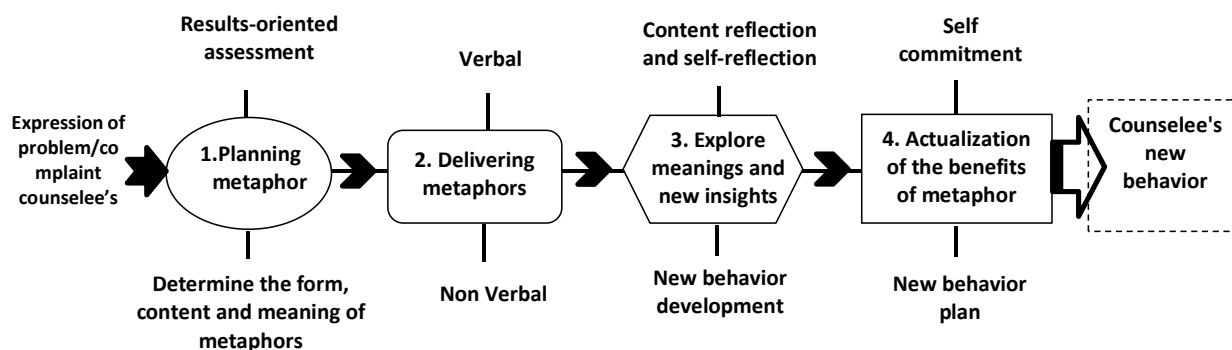 Results-oriented
assessment
Verbal
Content reflection
and self-reflection
Self
commitment
Expression of
problem/co
mplaint
counselee's
1.Planning
metaphor
2. Delivering
metaphors
3. Explore
meanings and
new insights
4. Actualization
of the benefits
of metaphor
Counselee's
new
behavior
Determine the form,
content and meaning of
metaphors
Non Verbal
New behavior
development
New behavior
plan